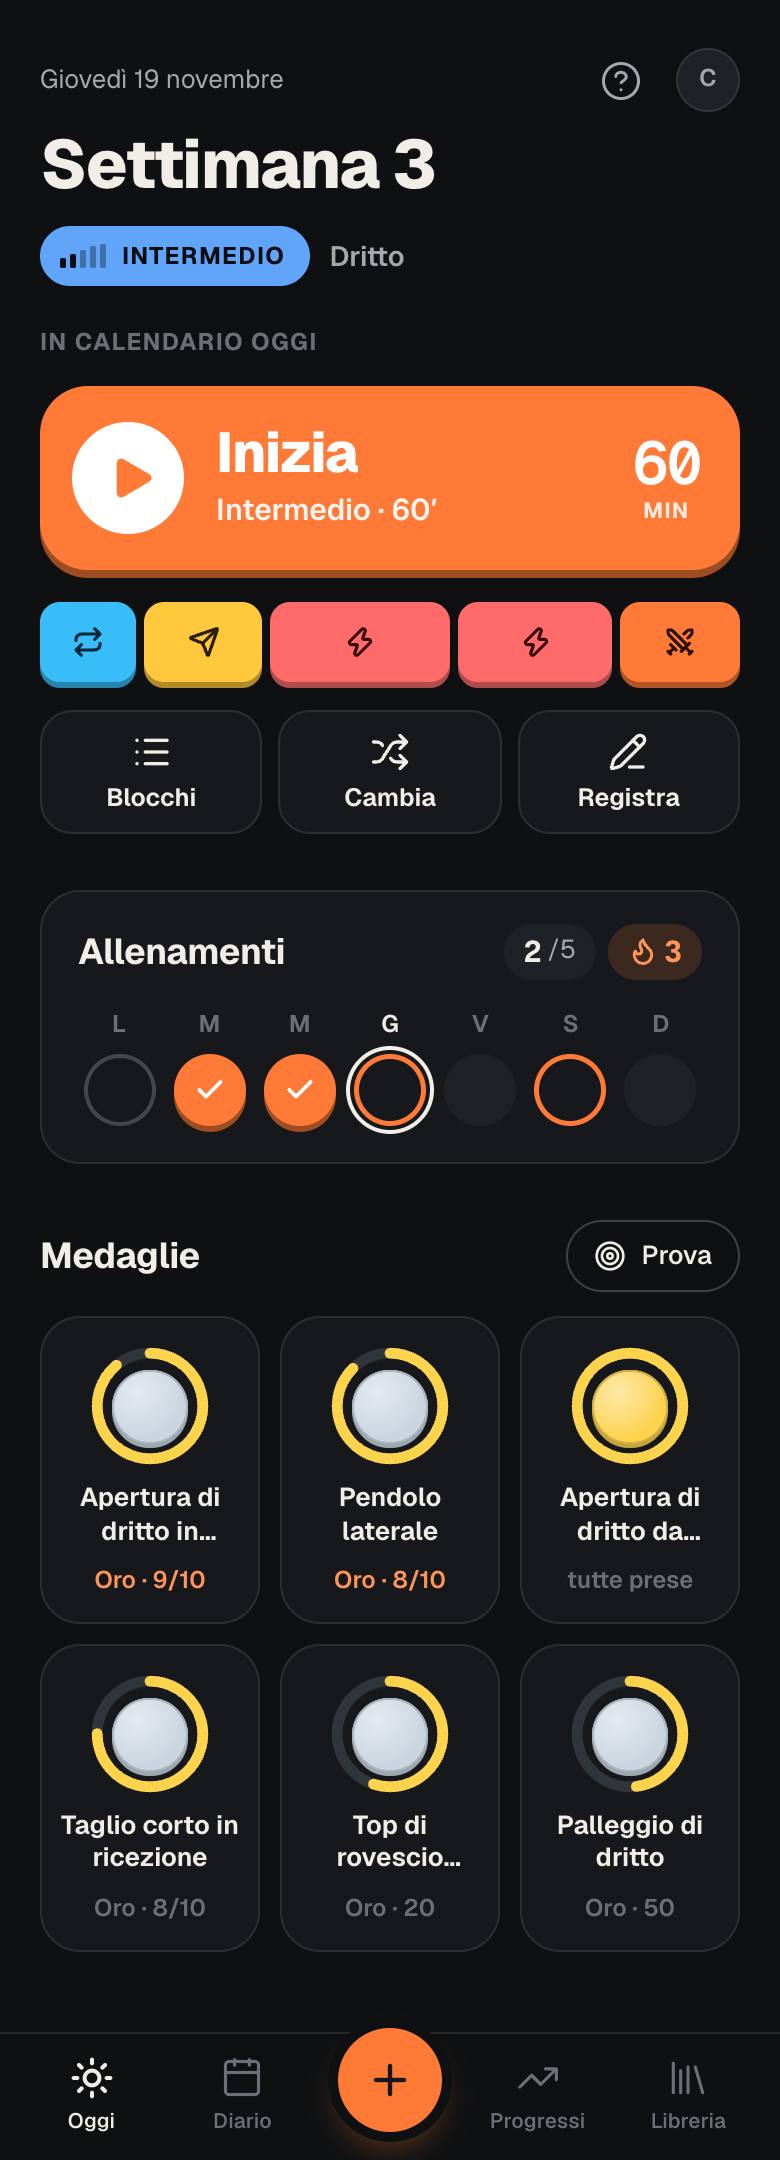 Giovedì 19 novembre
C
Settimana 3
INTERMEDIO Dritto
IN CALENDARIO OGGI
Inizia
Intermedio · 60′
60
MIN
Blocchi
Cambia
Registra
Allenamenti
2 /5
3
L M M G V S D
Medaglie
Prova
Apertura di
dritto in...
Oro · 9/10
Pendolo
laterale
Oro · 8/10
Apertura di
dritto da...
tutte prese
Taglio corto in
ricezione
Oro · 8/10
Top di
rovescio...
Oro · 20
Palleggio di
dritto
Oro · 50
Oggi
Diario
Progressi
Libreria